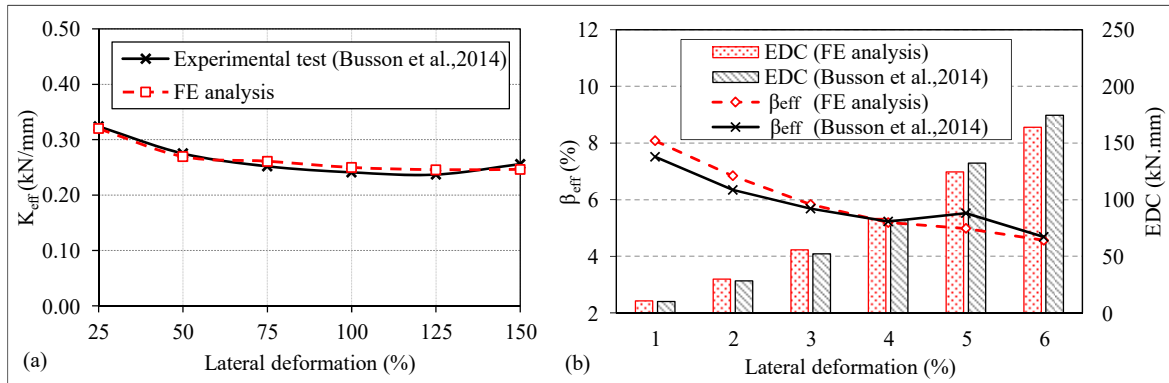 0.50
0.40
0.30
0.20
0.10
0.00
K_eff (kN/mm)
Experimental test (Busson et al.,2014)
FE analysis
25 50 75 100 125 150
(a) Lateral deformation (%)
12
10
8
6
4
2
β_eff (%)
EDC (FE analysis)
EDC (Busson et al.,2014)
βeff (FE analysis)
βeff (Busson et al.,2014)
250
200
150
100
50
0
EDC (kN.mm)
1 2 3 4 5 6
(b) Lateral deformation (%)